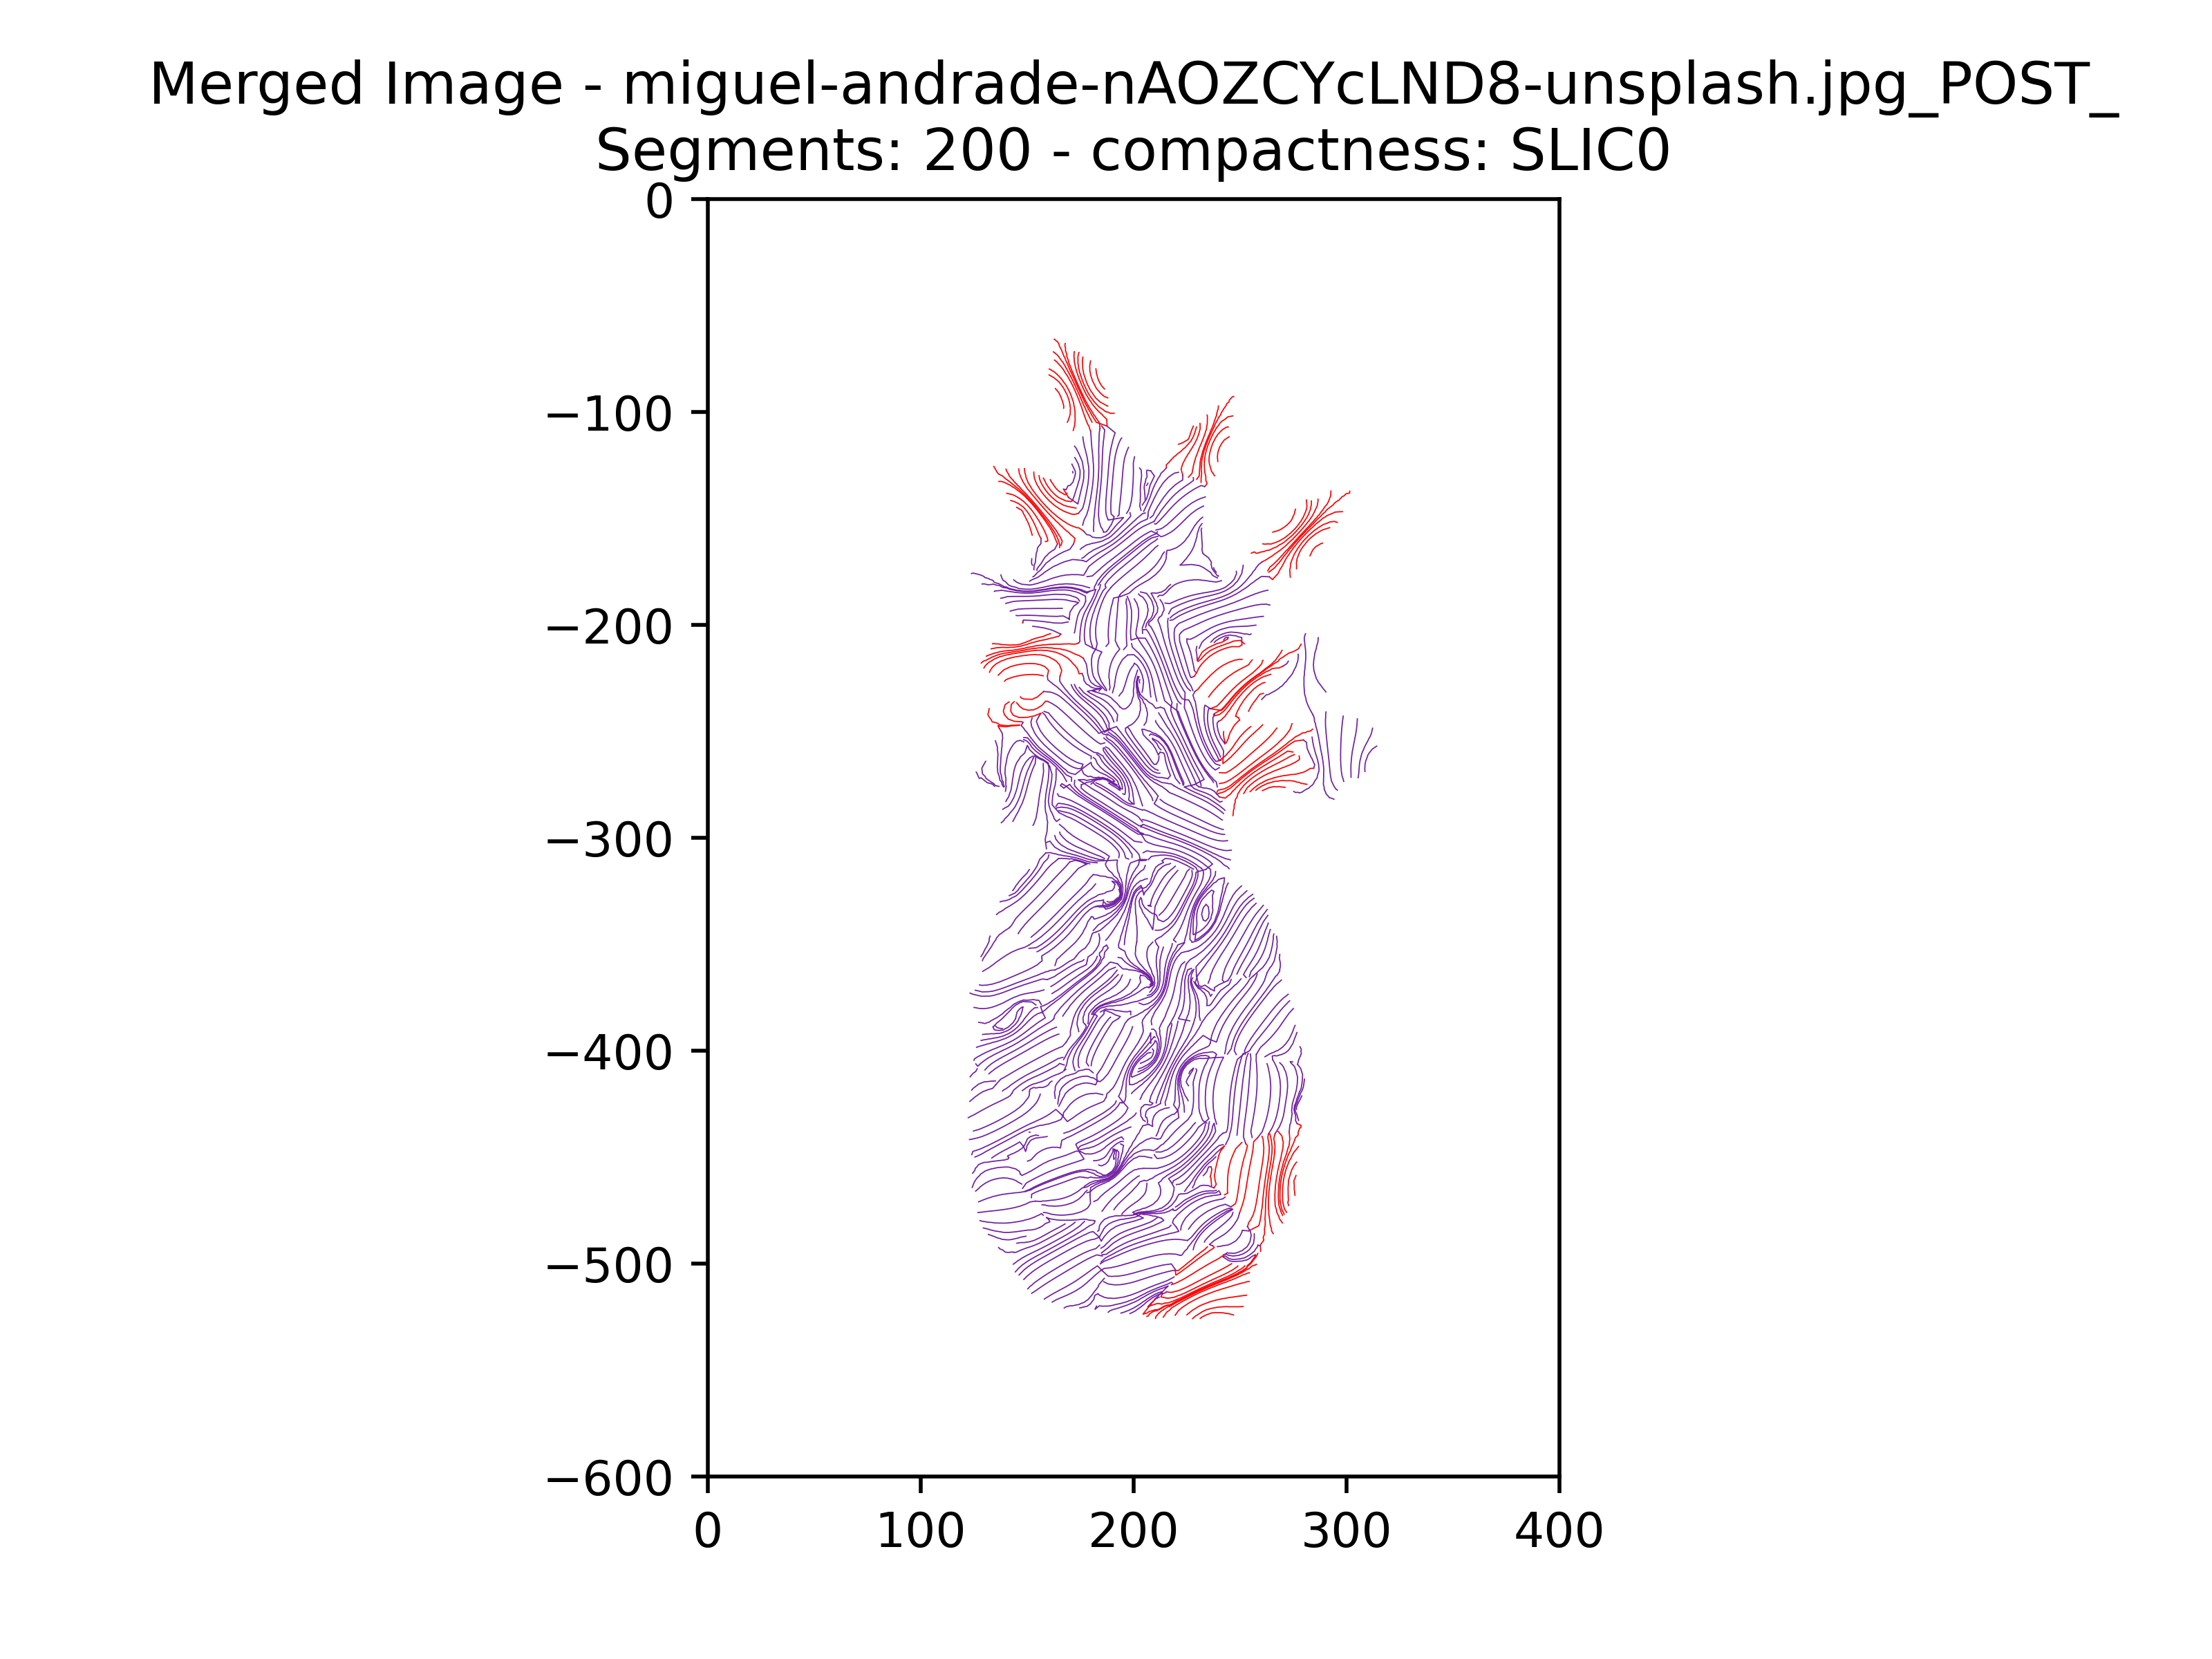 Merged Image - miguel-andrade-nAOZCYcLND8-unsplash.jpg_POST_
Segments: 200 - compactness: SLIC0
0
−100
−200
−300
−400
−500
−600
0 100 200 300 400